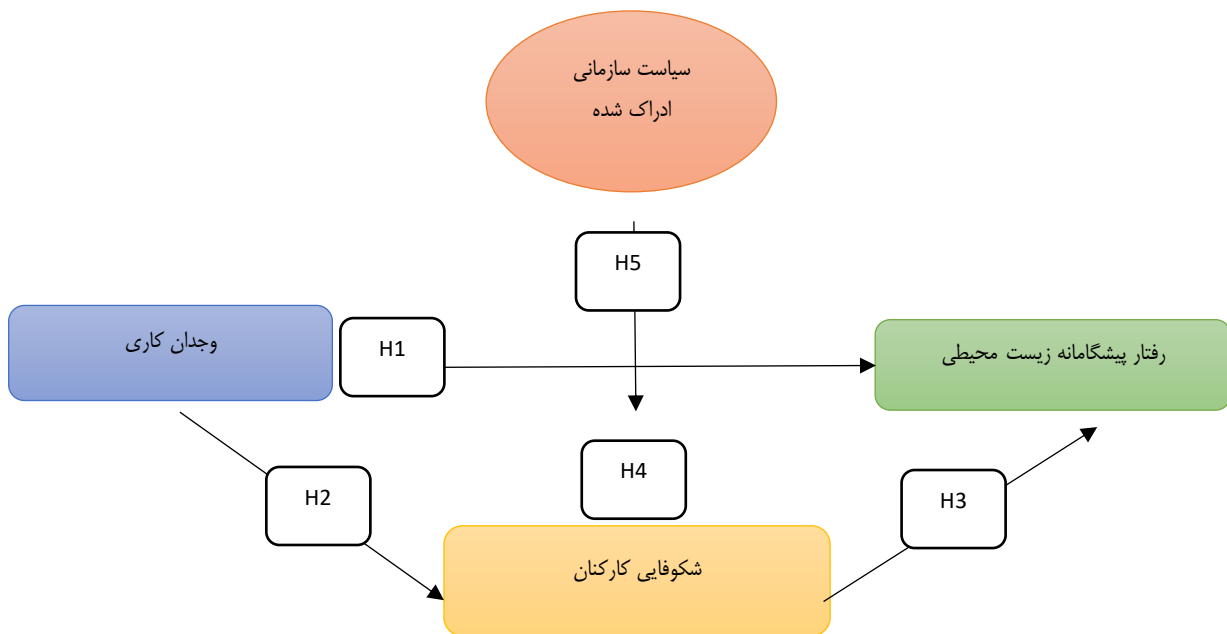 سیاست سازمانی
ادراک شده
H5
وجدان کاری
H1
رفتار پیشگامانه زیست محیطی
H4
H2
H3
شکوفایی کارکنان